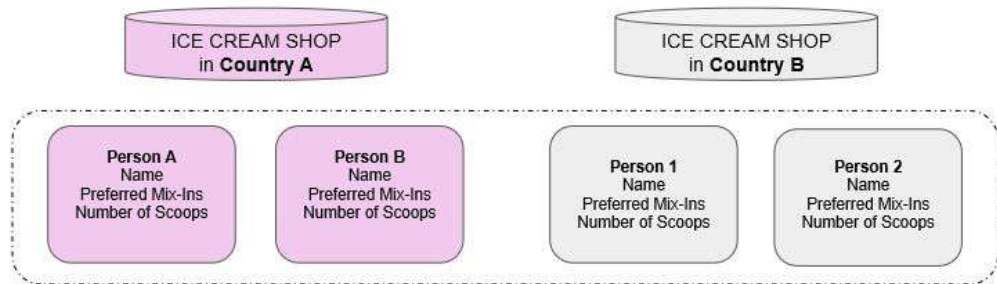 ICE CREAM SHOP
in Country A
ICE CREAM SHOP
in Country B
Person A
Name
Preferred Mix-Ins
Number of Scoops
Person B
Name
Preferred Mix-Ins
Number of Scoops
Person 1
Name
Preferred Mix-Ins
Number of Scoops
Person 2
Name
Preferred Mix-Ins
Number of Scoops